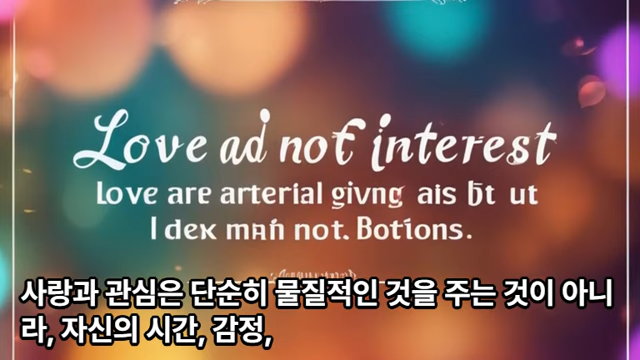 Love ad not interest
Love are arterial givng ais bt ut
I dex man not. Botions.
사랑과 관심은 단순히 물질적인 것을 주는 것이 아니
라, 자신의 시간, 감정,